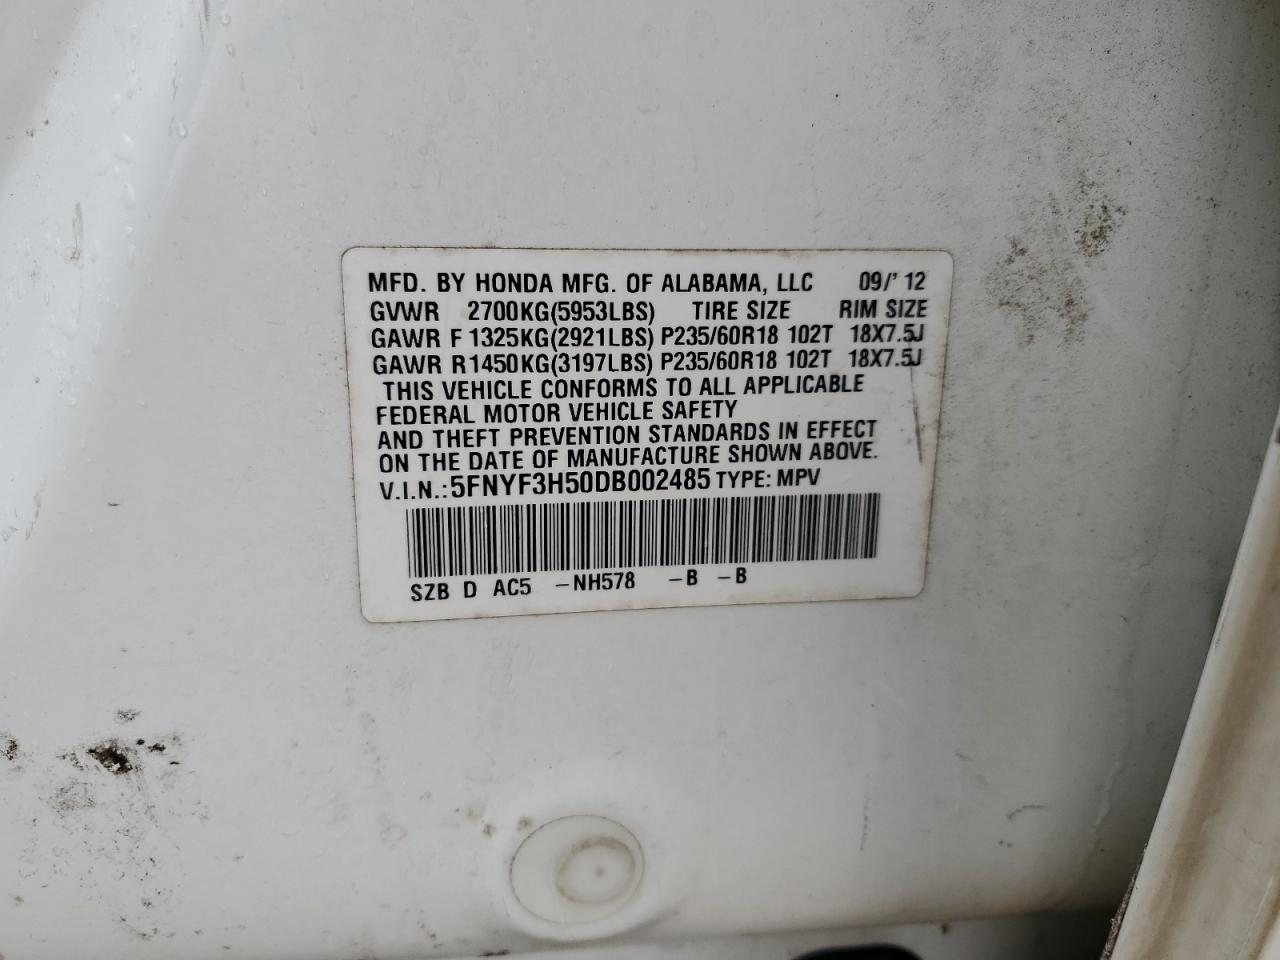 MFD. BY HONDA MFG. OF ALABAMA, LLC 09/' 12
GVWR 2700KG(5953LBS) TIRE SIZE RIM SIZE
GAWR F 1325KG(2921LBS) P235/60R18 102T 18X7.5J
GAWR R 1450KG(3197LBS) P235/60R18 102T 18X7.5J
THIS VEHICLE CONFORMS TO ALL APPLICABLE
FEDERAL MOTOR VEHICLE SAFETY
AND THEFT PREVENTION STANDARDS IN EFFECT
ON THE DATE OF MANUFACTURE SHOWN ABOVE.
V.I.N.:5FNYF3H50DB002485 TYPE: MPV
SZB D AC5 -NH578 -B -B